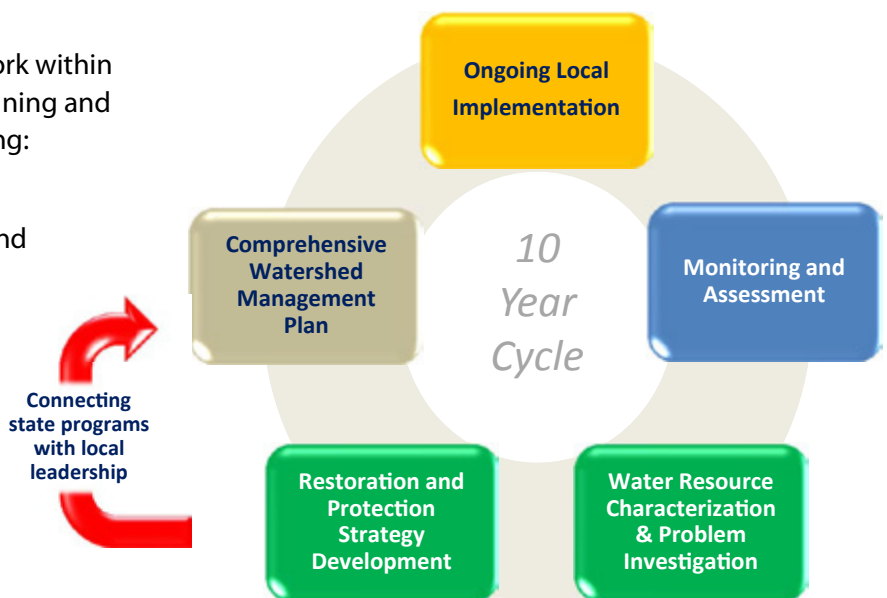 ork within
ning and
ng:
nd
Ongoing Local
Implementation
Monitoring and
Assessment
Water Resource
Characterization
& Problem
Investigation
Restoration and
Protection
Strategy
Development
Comprehensive
Watershed
Management
Plan
10
Year
Cycle
Connecting
state programs
with local
leadership